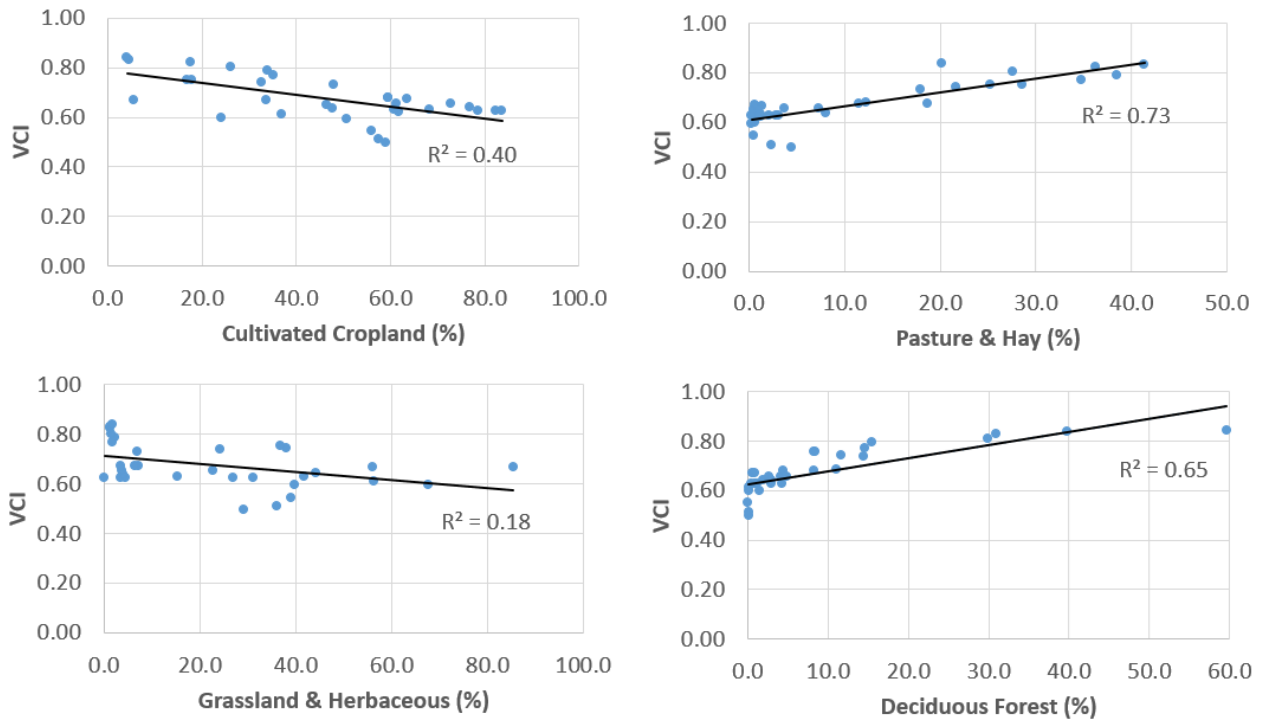 1.00
0.80
0.60
0.40
0.20
0.00
VCI
R² = 0.40
0.0 20.0 40.0 60.0 80.0 100.0
Cultivated Cropland (%)
1.00
0.80
0.60
0.40
0.20
0.00
VCI
R² = 0.73
0.0 10.0 20.0 30.0 40.0 50.0
Pasture & Hay (%)
1.00
0.80
0.60
0.40
0.20
0.00
VCI
R² = 0.18
0.0 20.0 40.0 60.0 80.0 100.0
Grassland & Herbaceous (%)
1.00
0.80
0.60
0.40
0.20
0.00
VCI
R² = 0.65
0.0 10.0 20.0 30.0 40.0 50.0 60.0
Deciduous Forest (%)